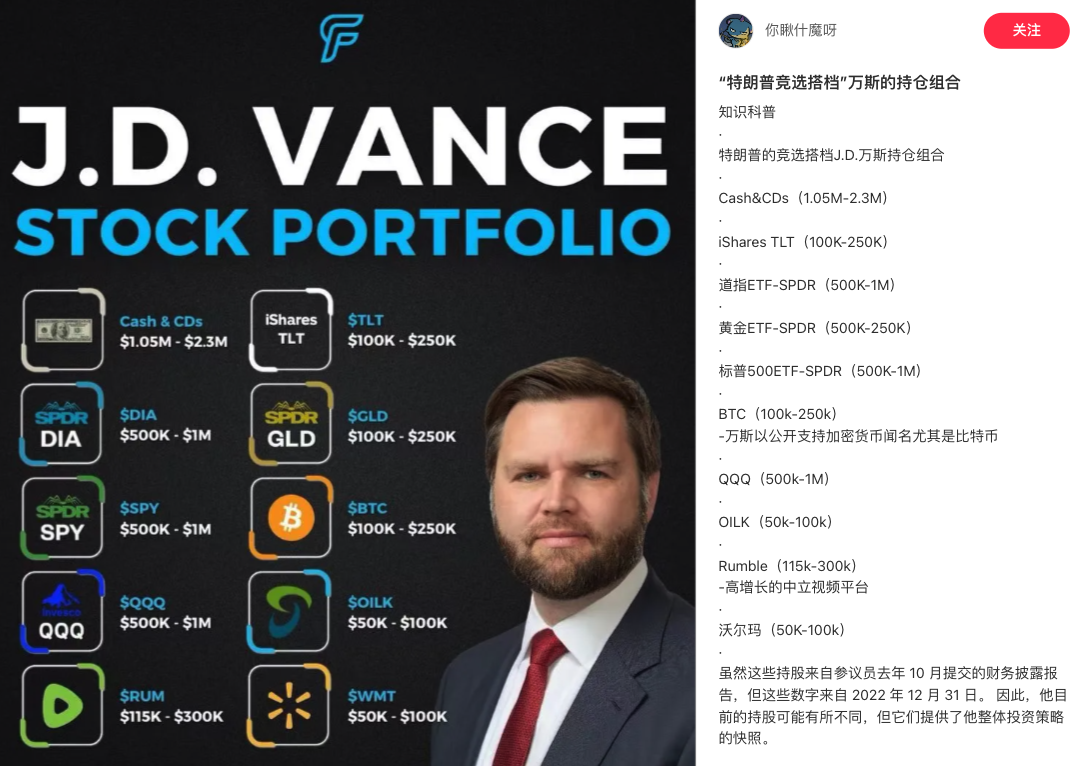 J.D. VANCE
STOCK PORTFOLIO
Cash & CDs
$1.05M - $2.3M
iShares
TLT
$TLT
$100K - $250K
SPDR
DIA
$DIA
$500K - $1M
SPDR
GLD
$GLD
$100K - $250K
SPDR
SPY
$SPY
$500K - $1M
$BTC
$100K - $250K
Invesco
QQQ
$QQQ
$500K - $1M
$OILK
$50K - $100K
$RUM
$115K - $300K
$WMT
$50K - $100K
你瞅什魔呀
关注
“特朗普竞选搭档”万斯的持仓组合
知识科普
.
特朗普的竞选搭档J.D.万斯持仓组合
.
Cash&CDs（1.05M-2.3M）
.
iShares TLT（100K-250K）
.
道指ETF-SPDR（500K-1M）
.
黄金ETF-SPDR（500K-250K）
.
标普500ETF-SPDR（500K-1M）
.
BTC（100k-250k）
-万斯以公开支持加密货币闻名尤其是比特币
.
QQQ（500k-1M）
.
OILK（50k-100k）
.
Rumble（115k-300k）
-高增长的中立视频平台
.
沃尔玛（50K-100k）
.
虽然这些持股来自参议员去年 10 月提交的财务披露报
告，但这些数字来自 2022 年 12 月 31 日。 因此，他目
前的持股可能有所不同，但它们提供了他整体投资策略
的快照。